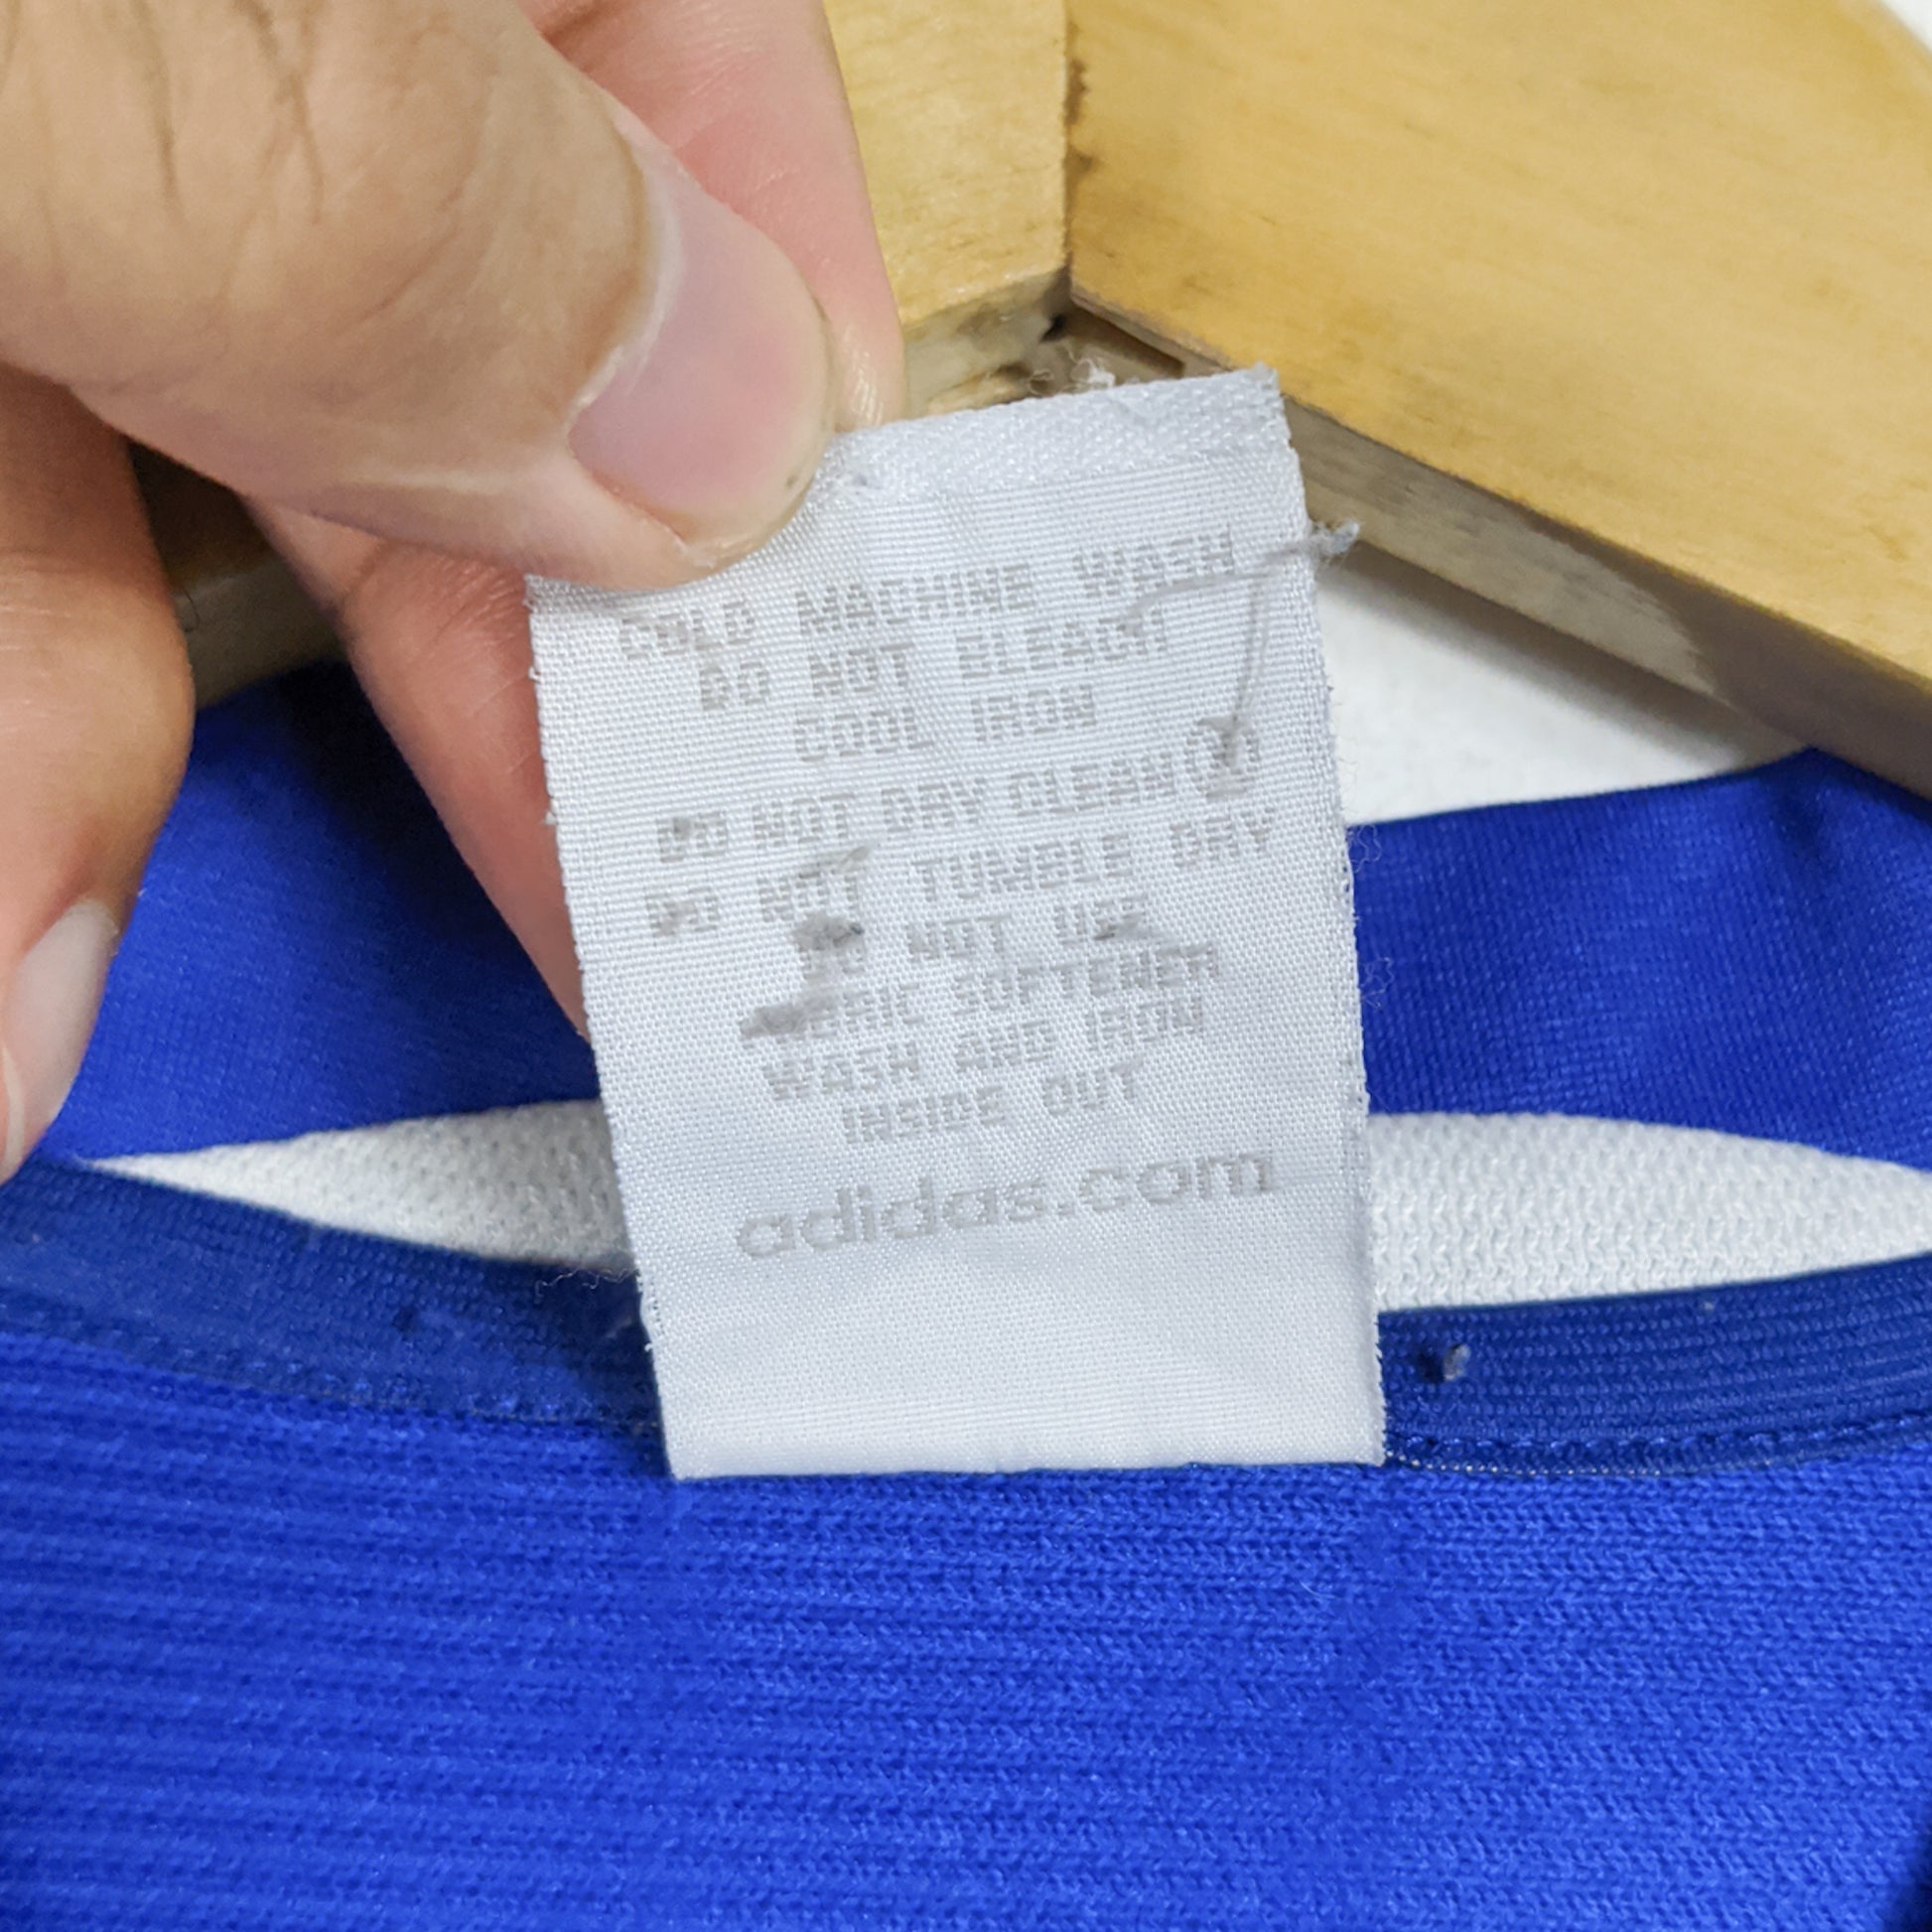 COLD MACHINE WASH
DO NOT BLEACH
COOL IRON
DO NOT DRY CLEAN
DO NOT TUMBLE DRY
DO NOT USE
FABRIC SOFTENER
WASH AND IRON
INSIDE OUT
adidas.com